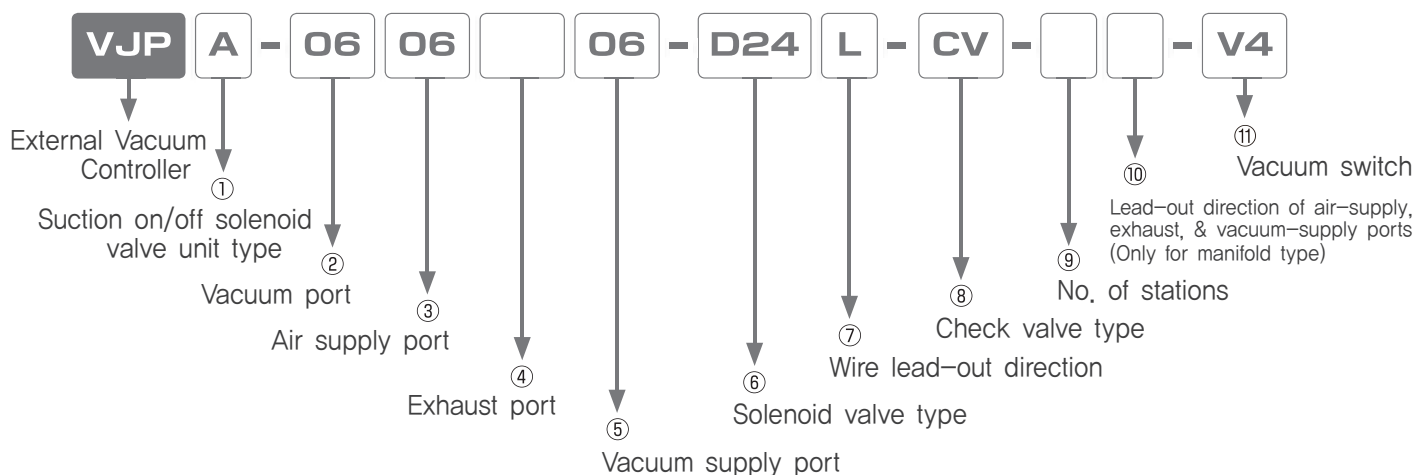 VJP A - 06 06 06 - D24 L - CV - - V4
External Vacuum
Controller
①
Suction on/off solenoid
valve unit type
②
Vacuum port
③
Air supply port
④
Exhaust port
⑤
Vacuum supply port
⑥
Solenoid valve type
⑦
Wire lead-out direction
⑧
Check valve type
⑨
No. of stations
⑩
Lead-out direction of air-supply,
exhaust, & vacuum-supply ports
(Only for manifold type)
⑪
Vacuum switch